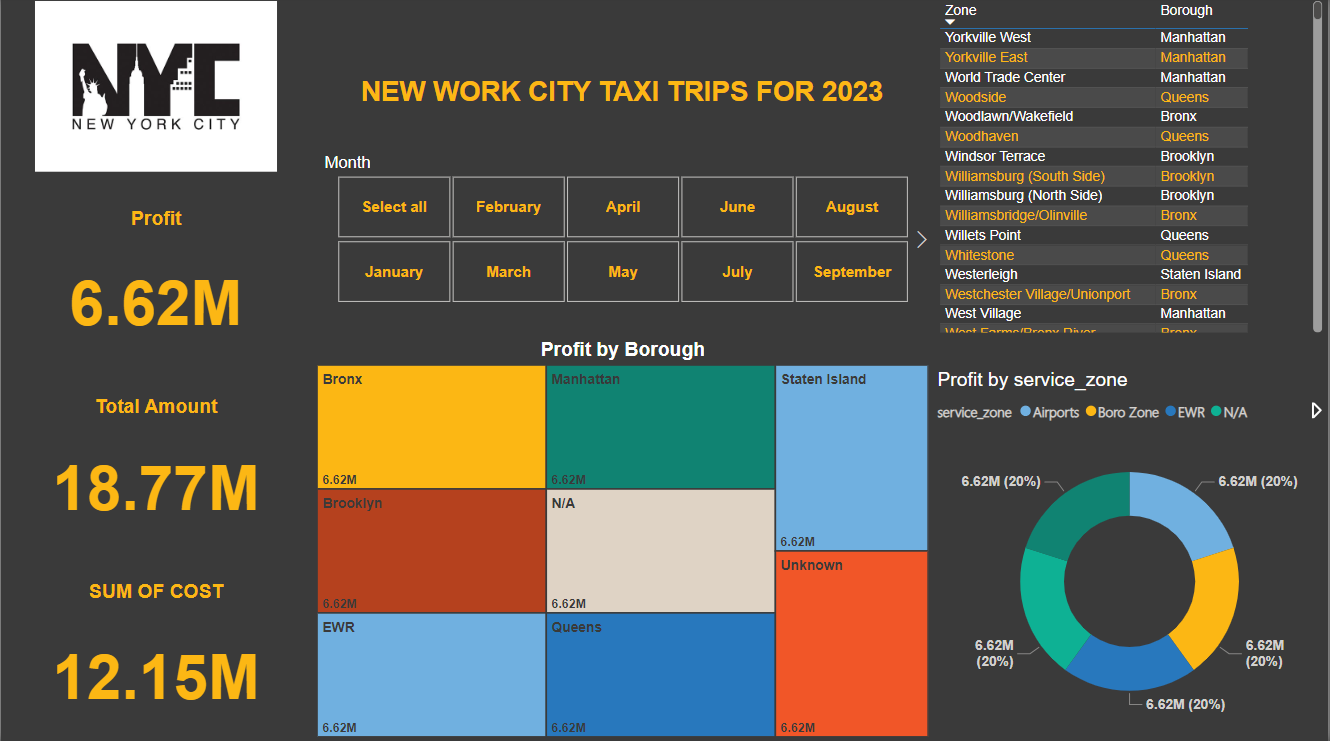 NYC
NEW YORK CITY
NEW WORK CITY TAXI TRIPS FOR 2023
Profit
6.62M
Total Amount
18.77M
SUM OF COST
12.15M
Month
Select all February April June August
January March May July September
Zone Borough
Yorkville West Manhattan
Yorkville East Manhattan
World Trade Center Manhattan
Woodside Queens
Woodlawn/Wakefield Bronx
Woodhaven Queens
Windsor Terrace Brooklyn
Williamsburg (South Side) Brooklyn
Williamsburg (North Side) Brooklyn
Williamsbridge/Olinville Bronx
Willets Point Queens
Whitestone Queens
Westerleigh Staten Island
Westchester Village/Unionport Bronx
West Village Manhattan
West Farms/Bronx River Bronx
Profit by Borough
Bronx
6.62M
Brooklyn
6.62M
EWR
6.62M
Manhattan
6.62M
N/A
6.62M
Queens
6.62M
Staten Island
6.62M
Unknown
6.62M
Profit by service_zone
service_zone Airports Boro Zone EWR N/A
6.62M (20%)
6.62M (20%)
6.62M
(20%)
6.62M
(20%)
6.62M (20%)